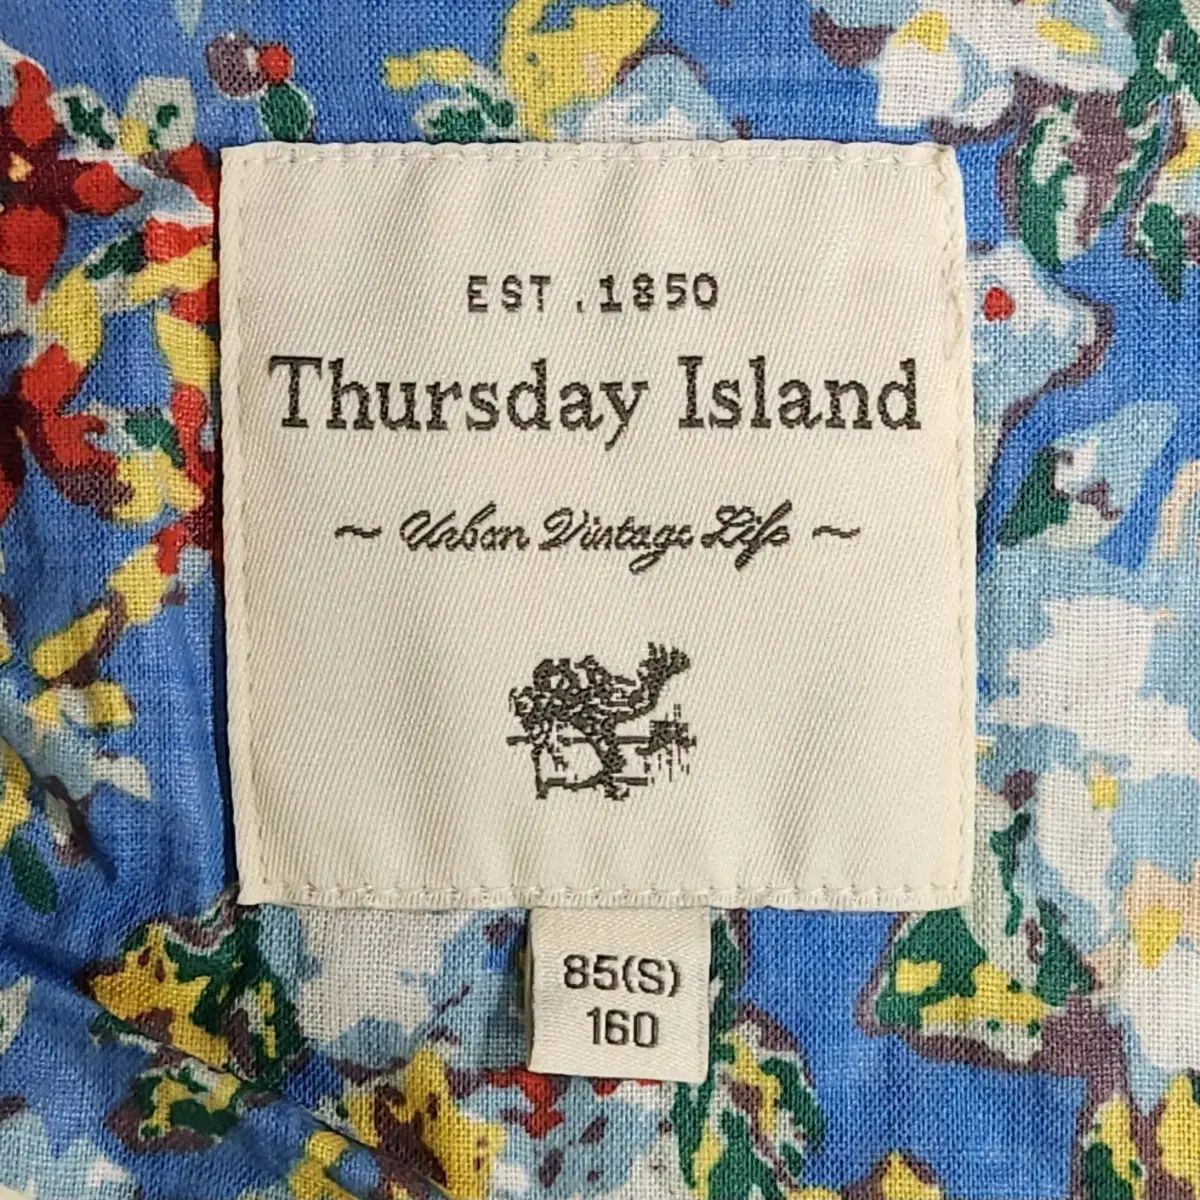 EST.1850
Thursday Island
~ Urban Vintage Life ~
85(S)
160